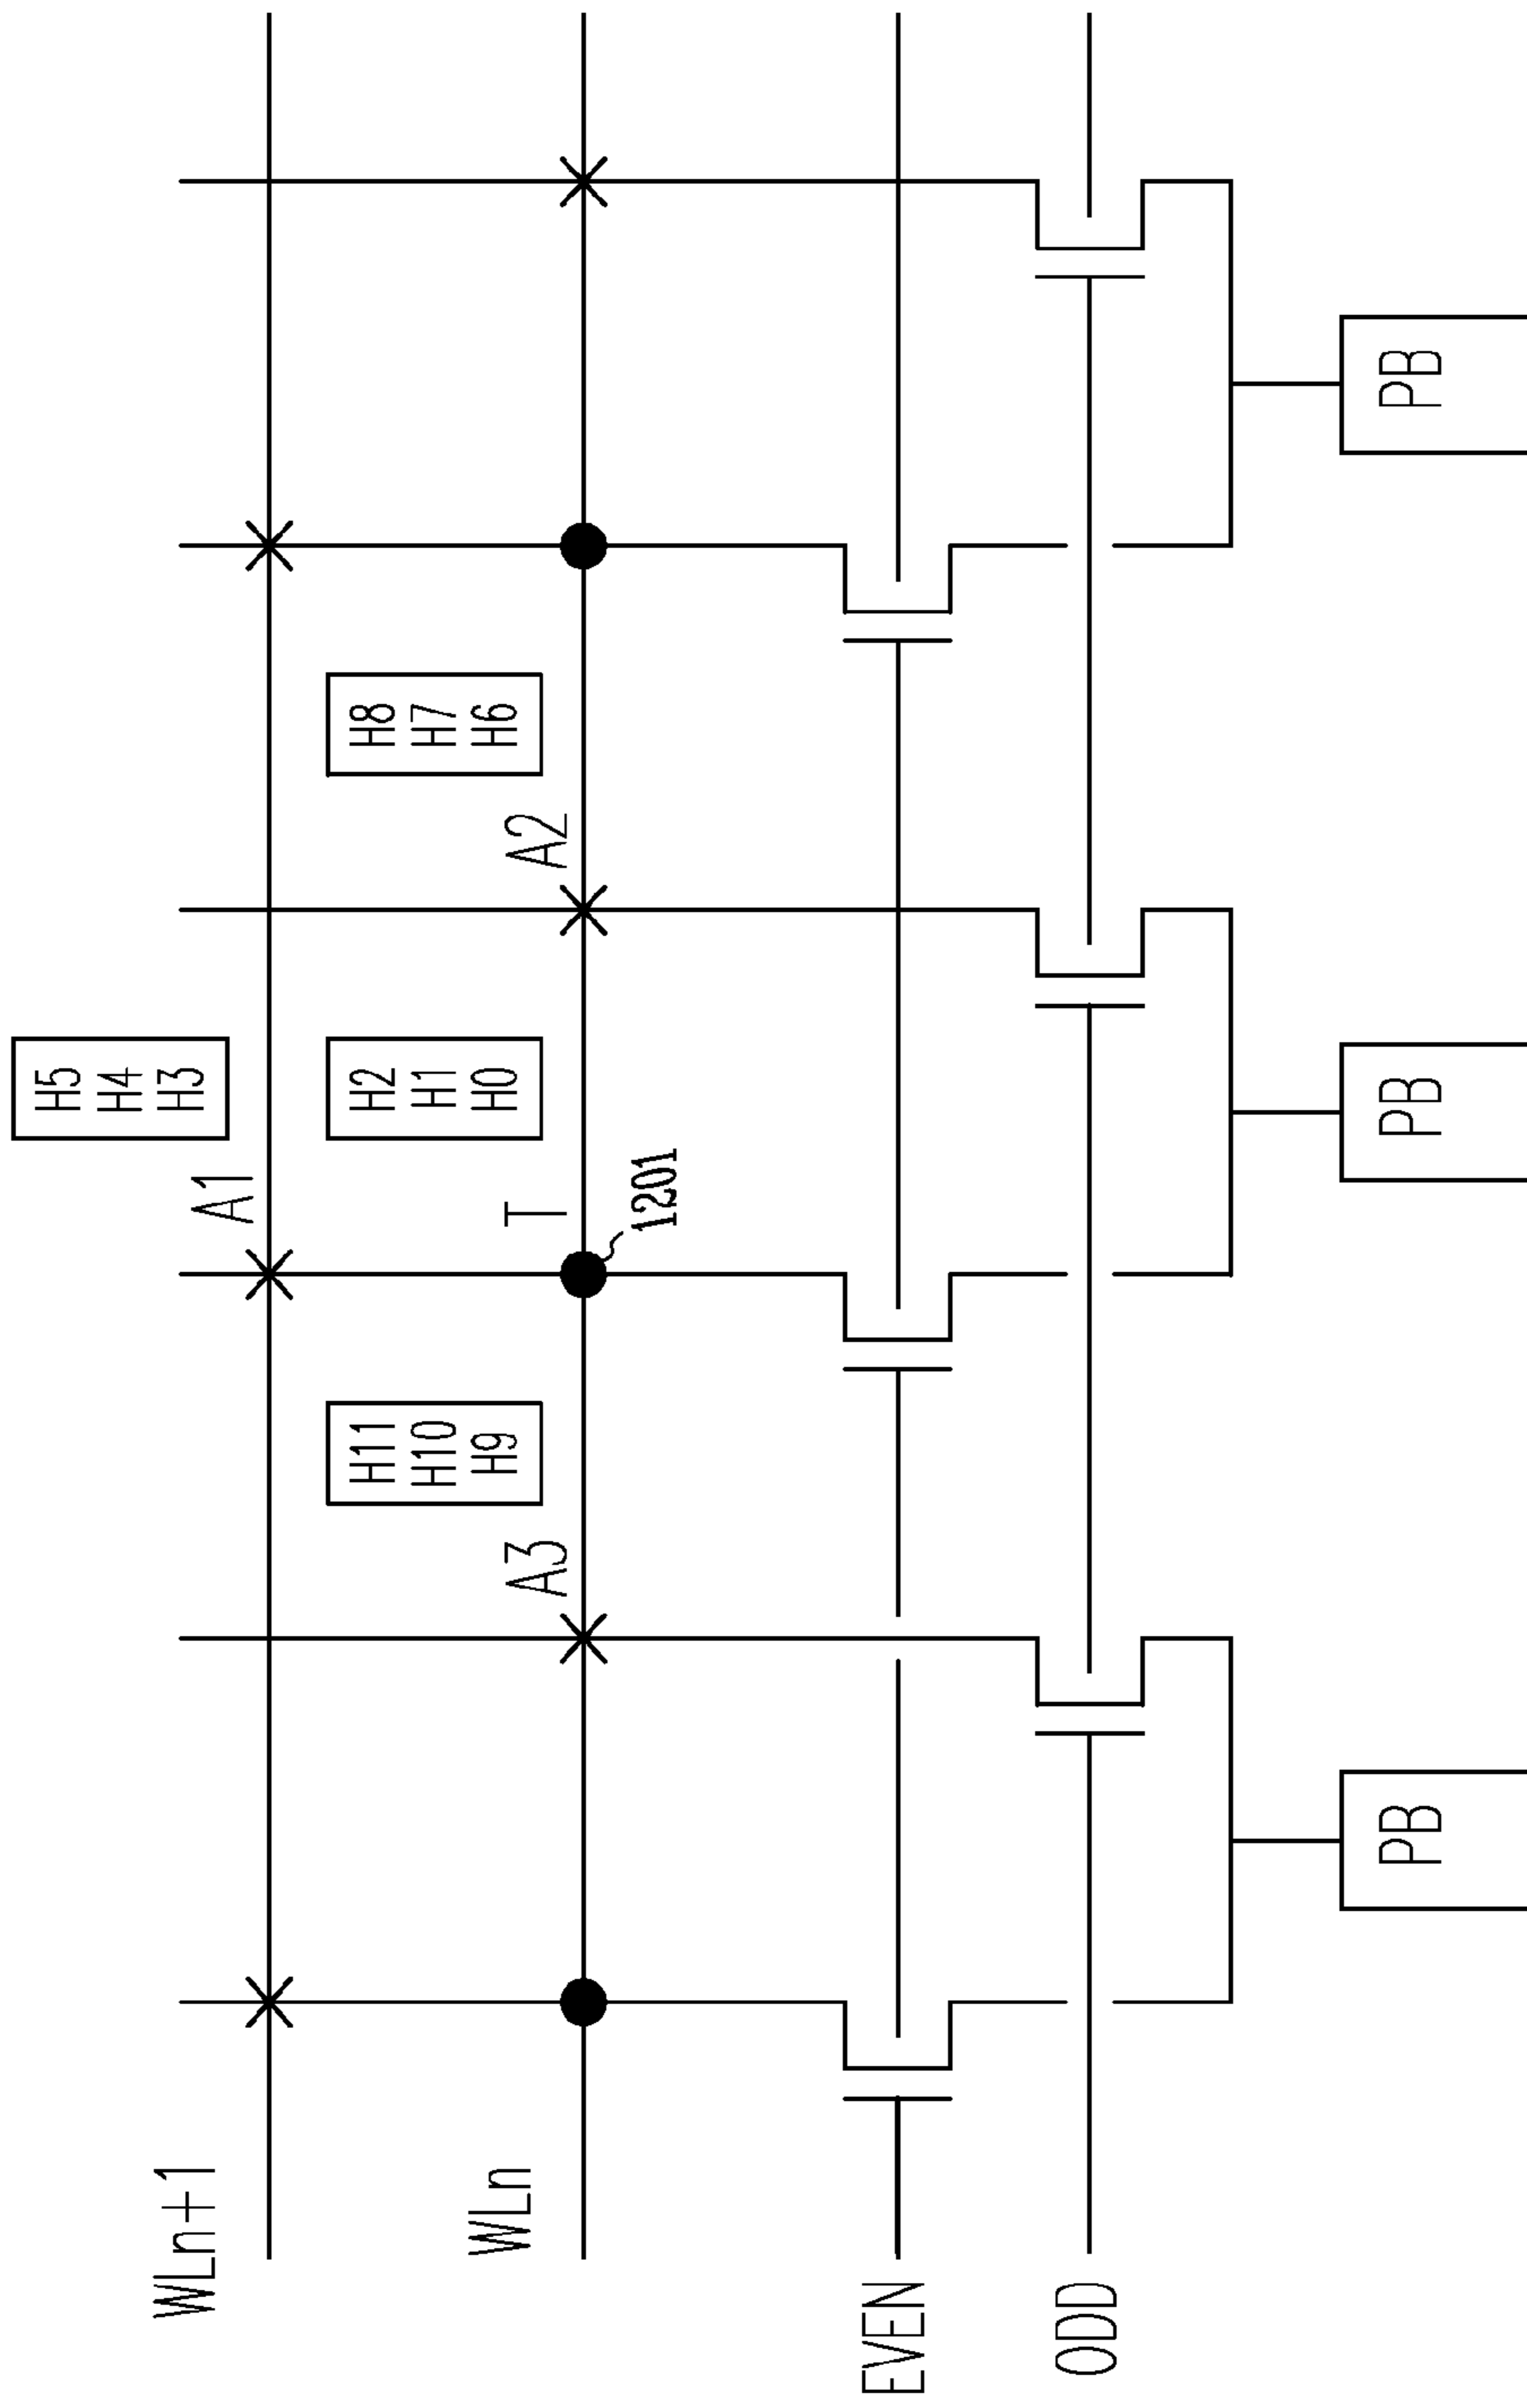 H5
H4
H3
WLn+1
A1
H11
H10
H9
H2
H1
H0
H8
H7
H6
WLn
A3
T
A2
1201
EVEN
ODD
PB
PB
PB